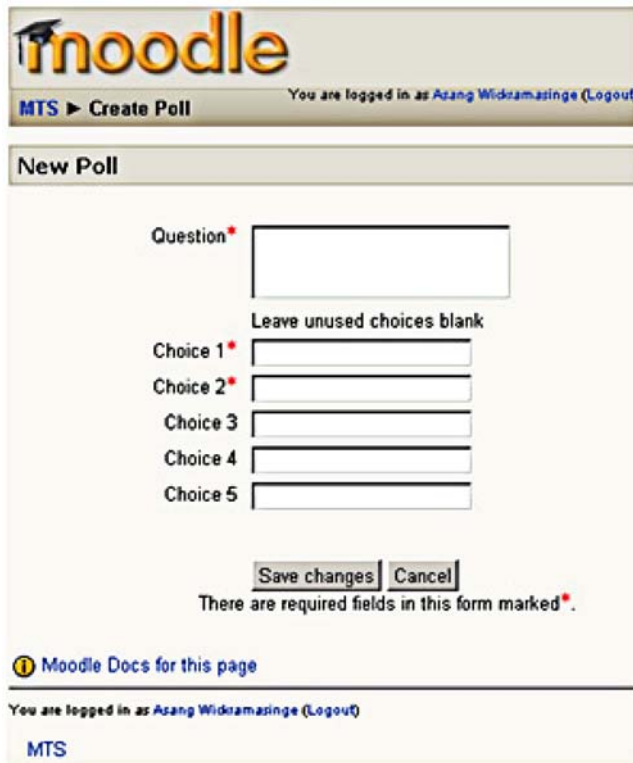 moodle
You are logged in as Asang Wickramasinge (Logout
MTS ► Create Poll
New Poll
Question*
Leave unused choices blank
Choice 1*
Choice 2*
Choice 3
Choice 4
Choice 5
Save changes Cancel
There are required fields in this form marked*.
Moodle Docs for this page
You are logged in as Asang Wickramasinge (Logout)
MTS